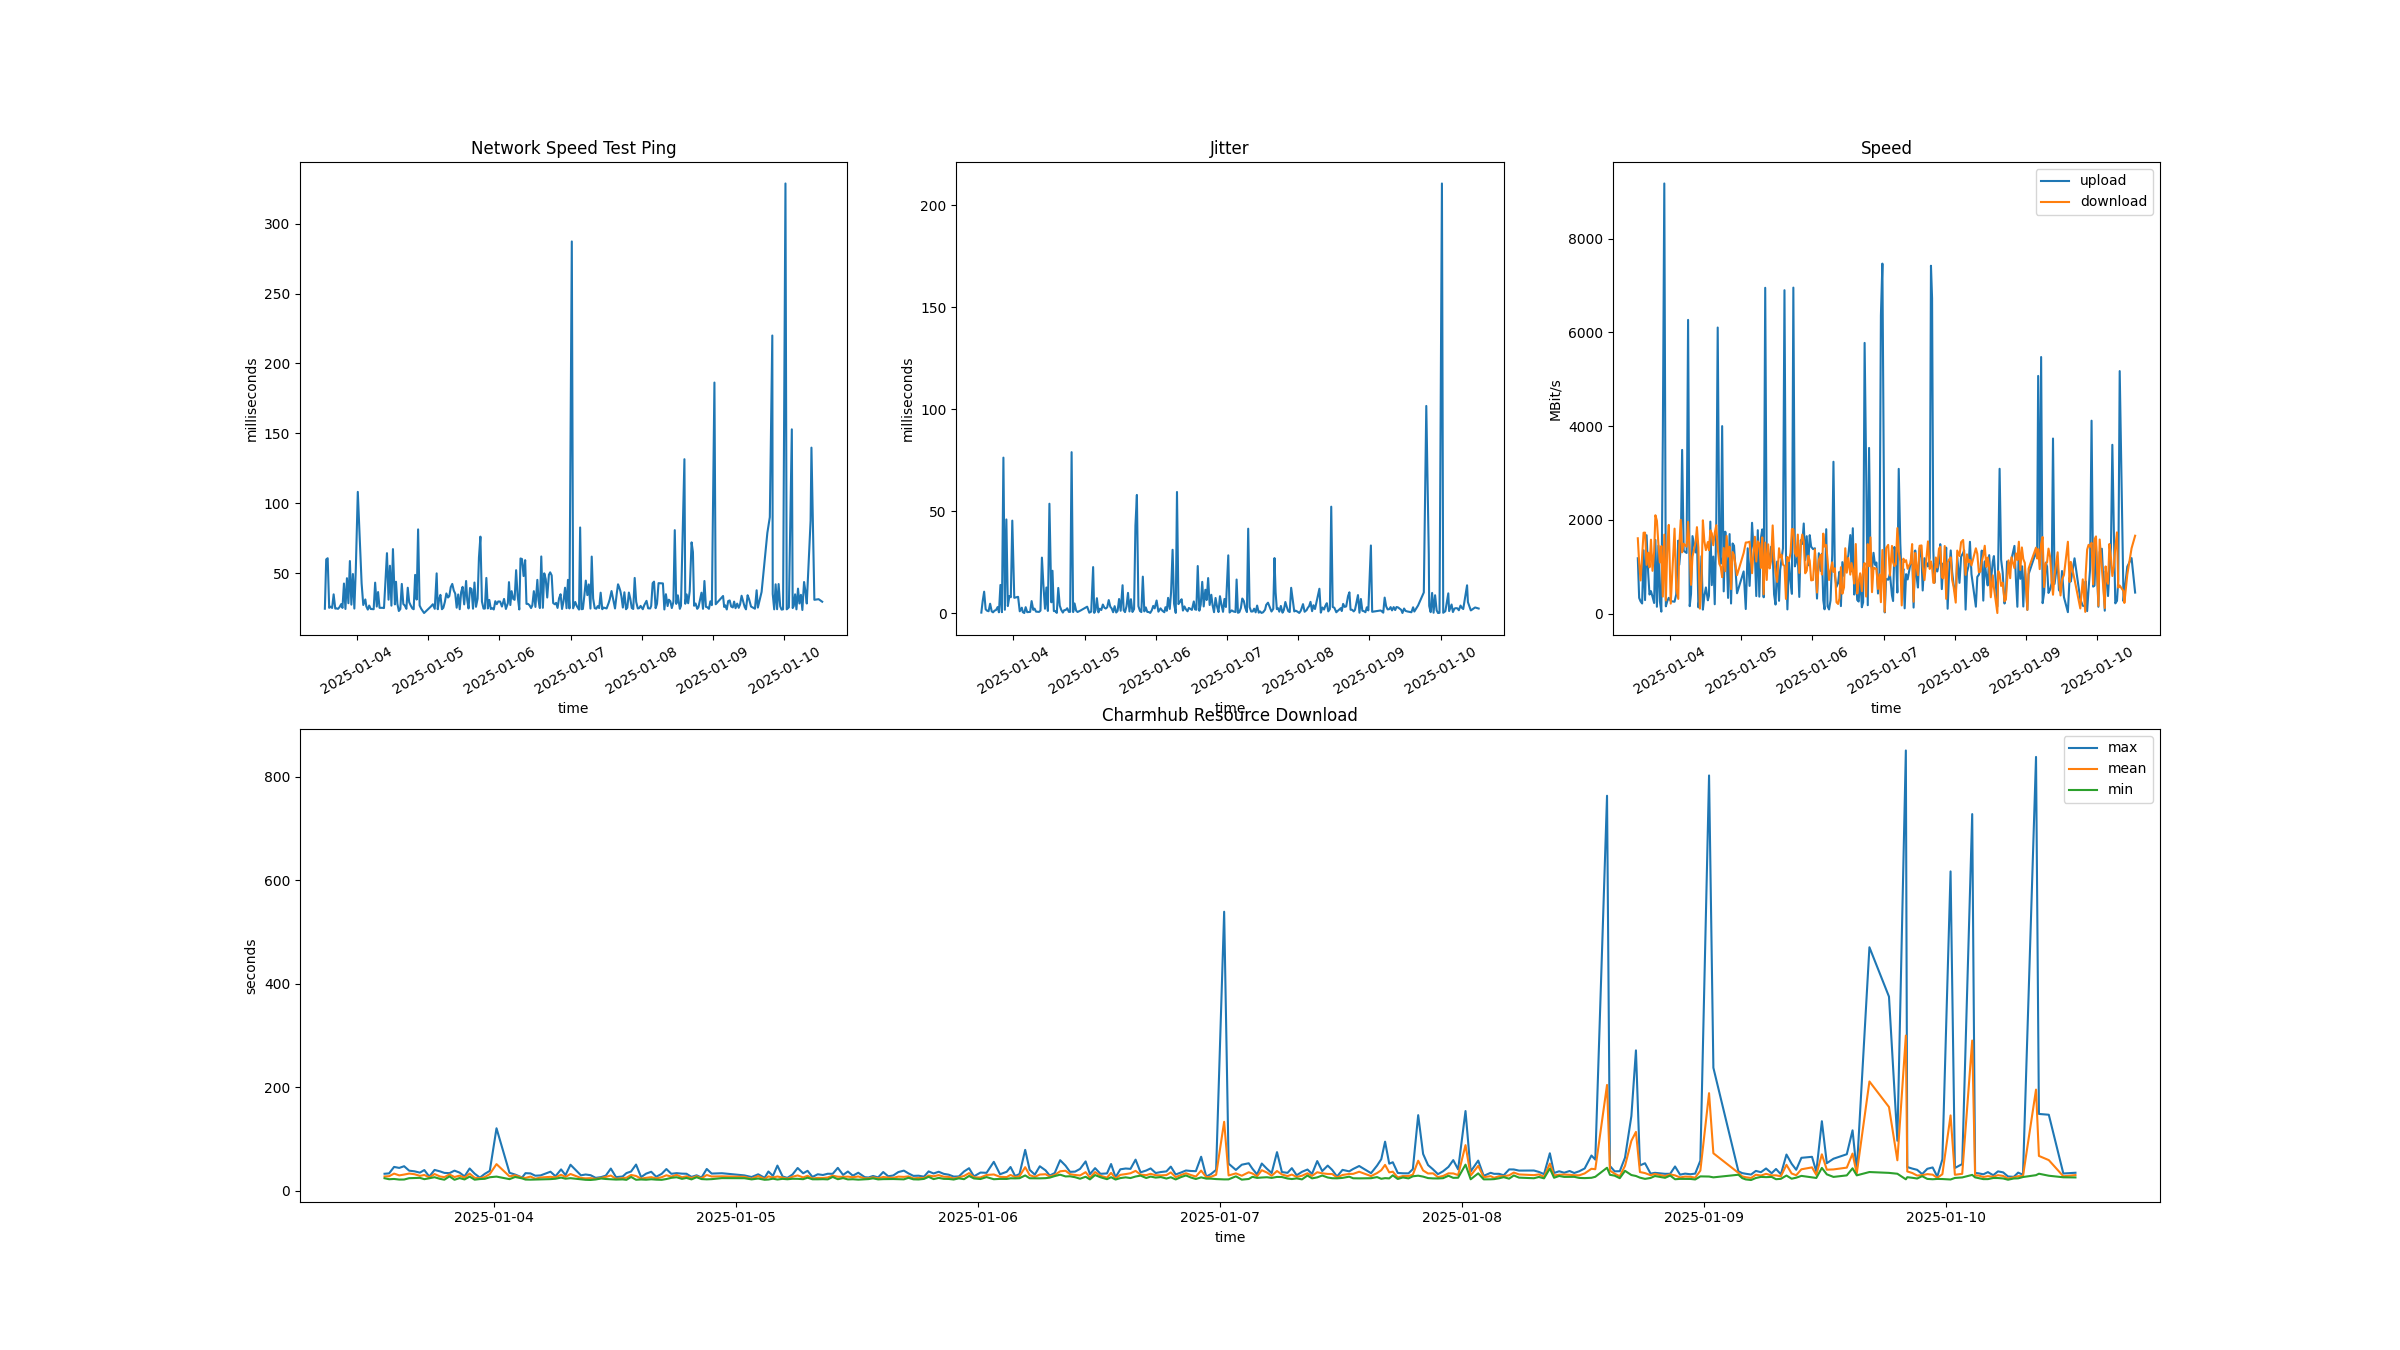 Network Speed Test Ping
milliseconds
300
250
200
150
100
50
2025-01-04
2025-01-05
2025-01-06
2025-01-07
2025-01-08
2025-01-09
2025-01-10
time
Jitter
milliseconds
200
150
100
50
0
2025-01-04
2025-01-05
2025-01-06
2025-01-07
2025-01-08
2025-01-09
2025-01-10
time
Speed
upload
download
MBit/s
8000
6000
4000
2000
0
2025-01-04
2025-01-05
2025-01-06
2025-01-07
2025-01-08
2025-01-09
2025-01-10
time
Charmhub Resource Download
max
mean
min
seconds
800
600
400
200
0
2025-01-04
2025-01-05
2025-01-06
2025-01-07
2025-01-08
2025-01-09
2025-01-10
time